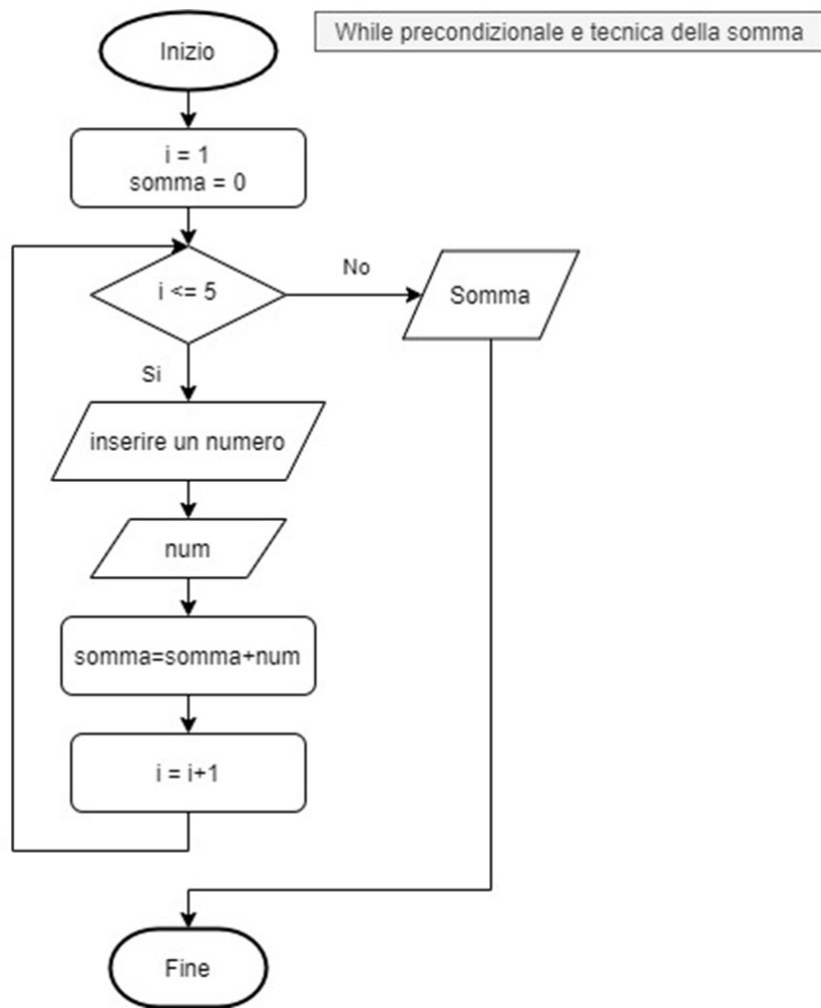 While precondizionale e tecnica della somma
Inizio
i = 1
somma = 0
i <= 5
No
Somma
Si
inserire un numero
num
somma=somma+num
i = i+1
Fine